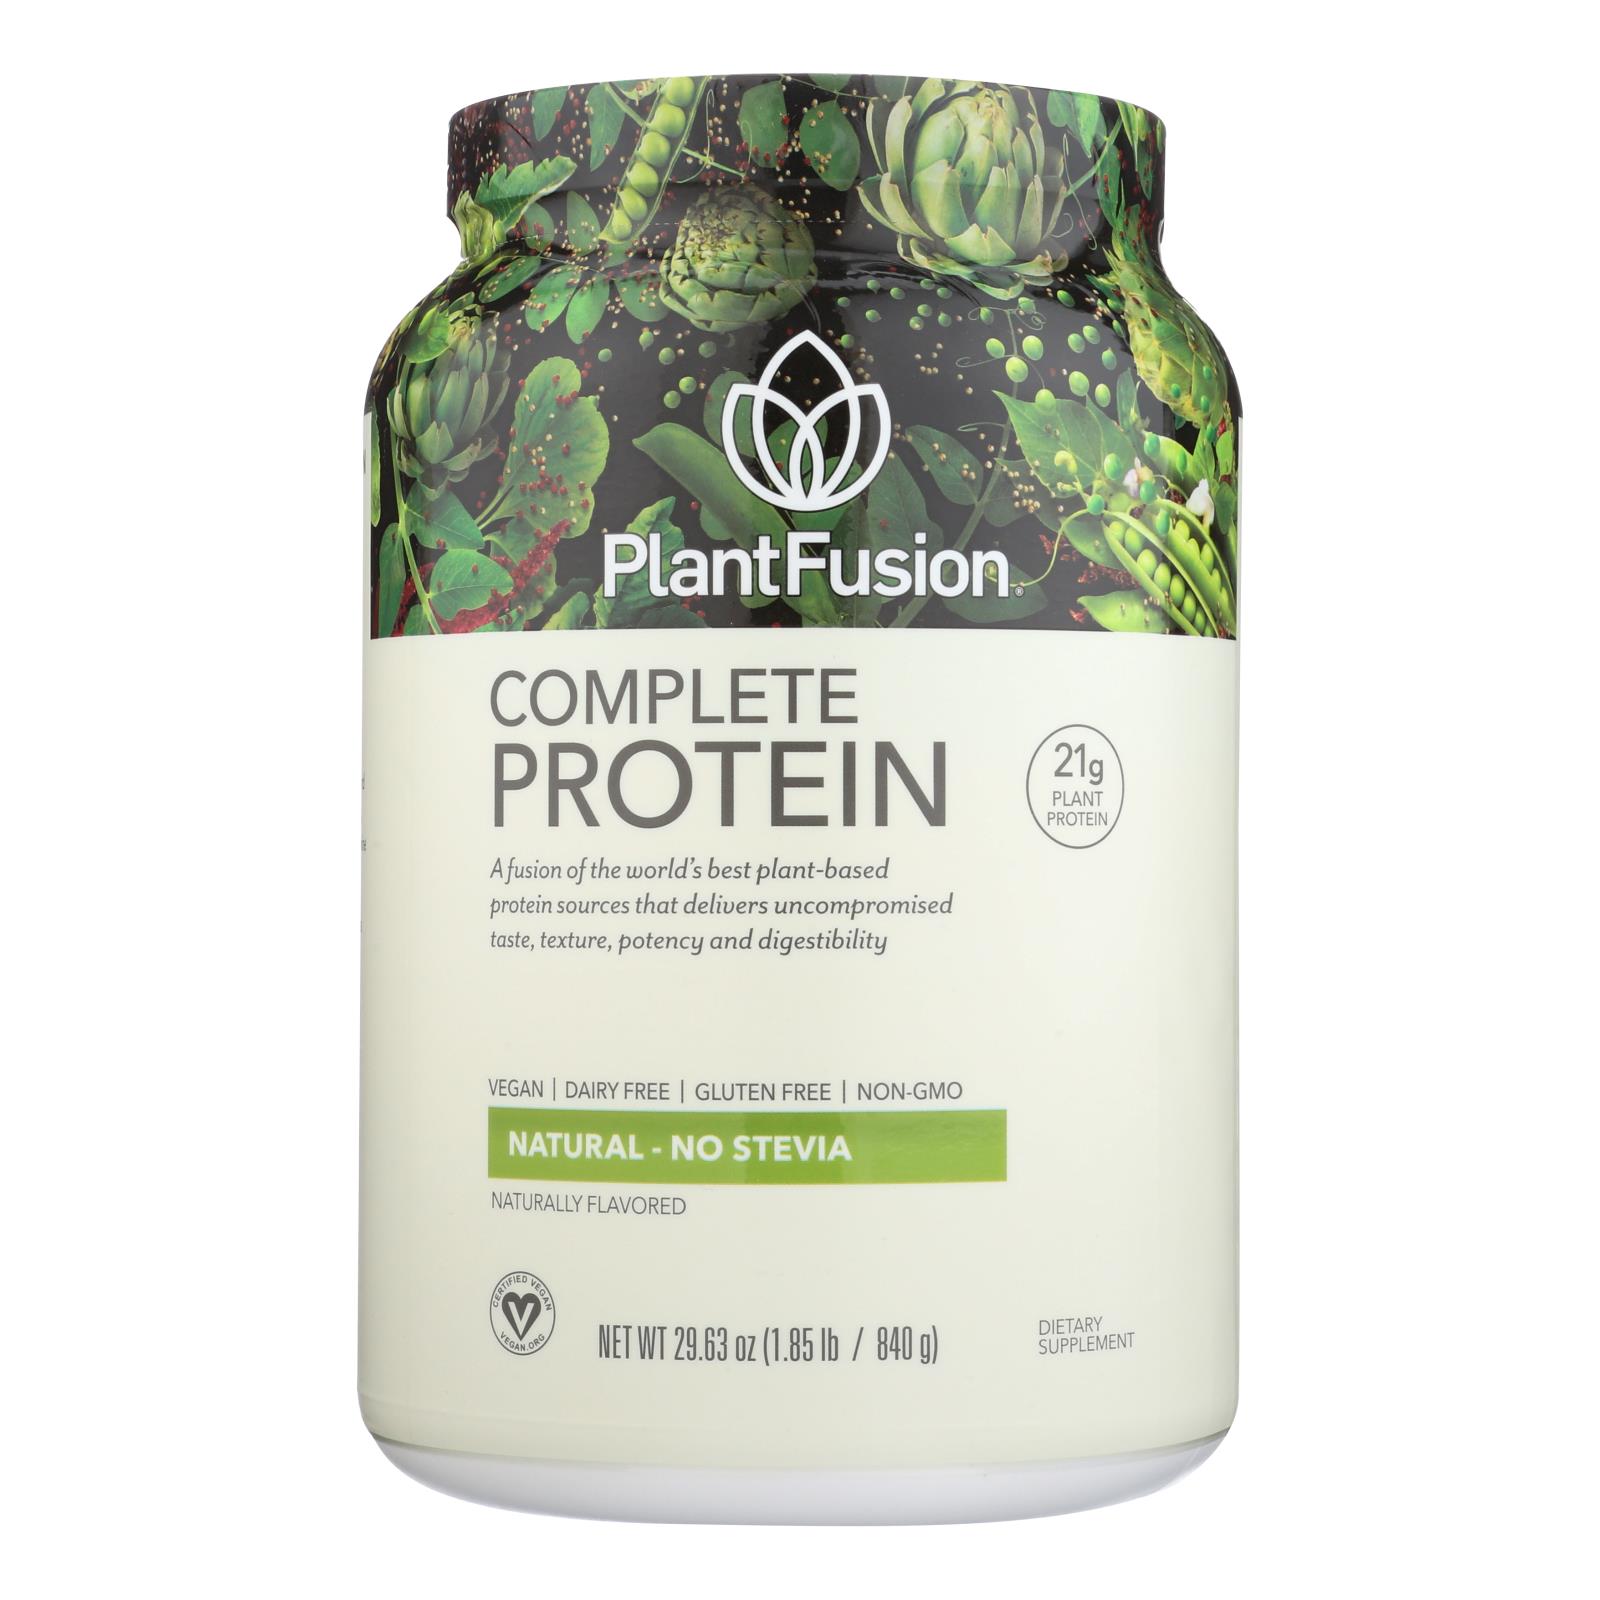 PlantFusion®
COMPLETE
PROTEIN
21g
PLANT
PROTEIN
A fusion of the world's best plant-based
protein sources that delivers uncompromised
taste, texture, potency and digestibility
VEGAN | DAIRY FREE | GLUTEN FREE | NON-GMO
NATURAL - NO STEVIA
NATURALLY FLAVORED
CERTIFIED VEGAN
VEGAN.ORG
NET WT 29.63 oz (1.85 lb / 840 g)
DIETARY
SUPPLEMENT